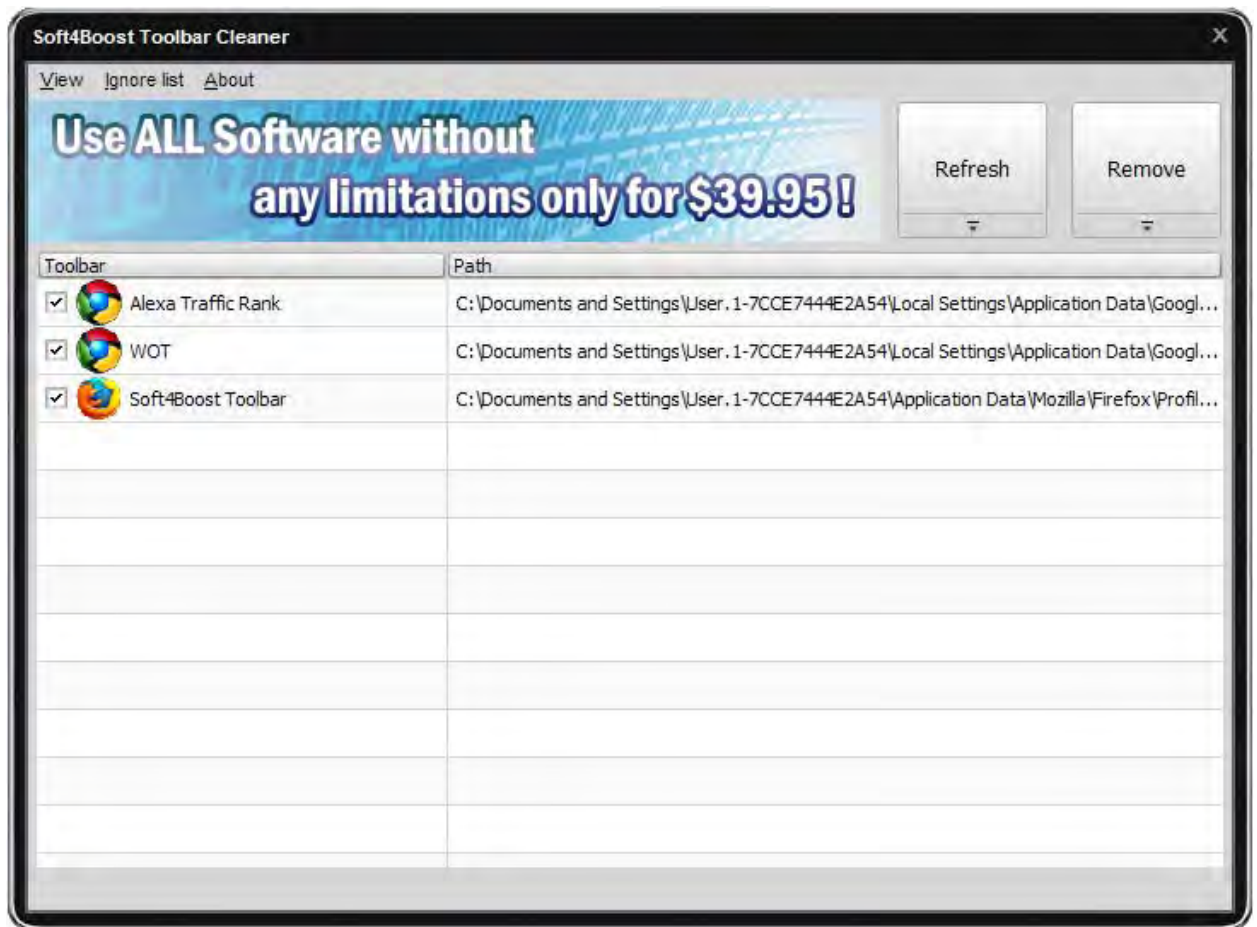 Soft4Boost Toolbar Cleaner
X
View Ignore list About
Use ALL Software without
any limitations only for $39.95 !
Refresh
Remove
Toolbar Path
Alexa Traffic Rank C:\Documents and Settings\User.1-7CCE7444E2A54\Local Settings\Application Data\Googl...
WOT C:\Documents and Settings\User.1-7CCE7444E2A54\Local Settings\Application Data\Googl...
Soft4Boost Toolbar C:\Documents and Settings\User.1-7CCE7444E2A54\Application Data\Mozilla\Firefox\Profil...